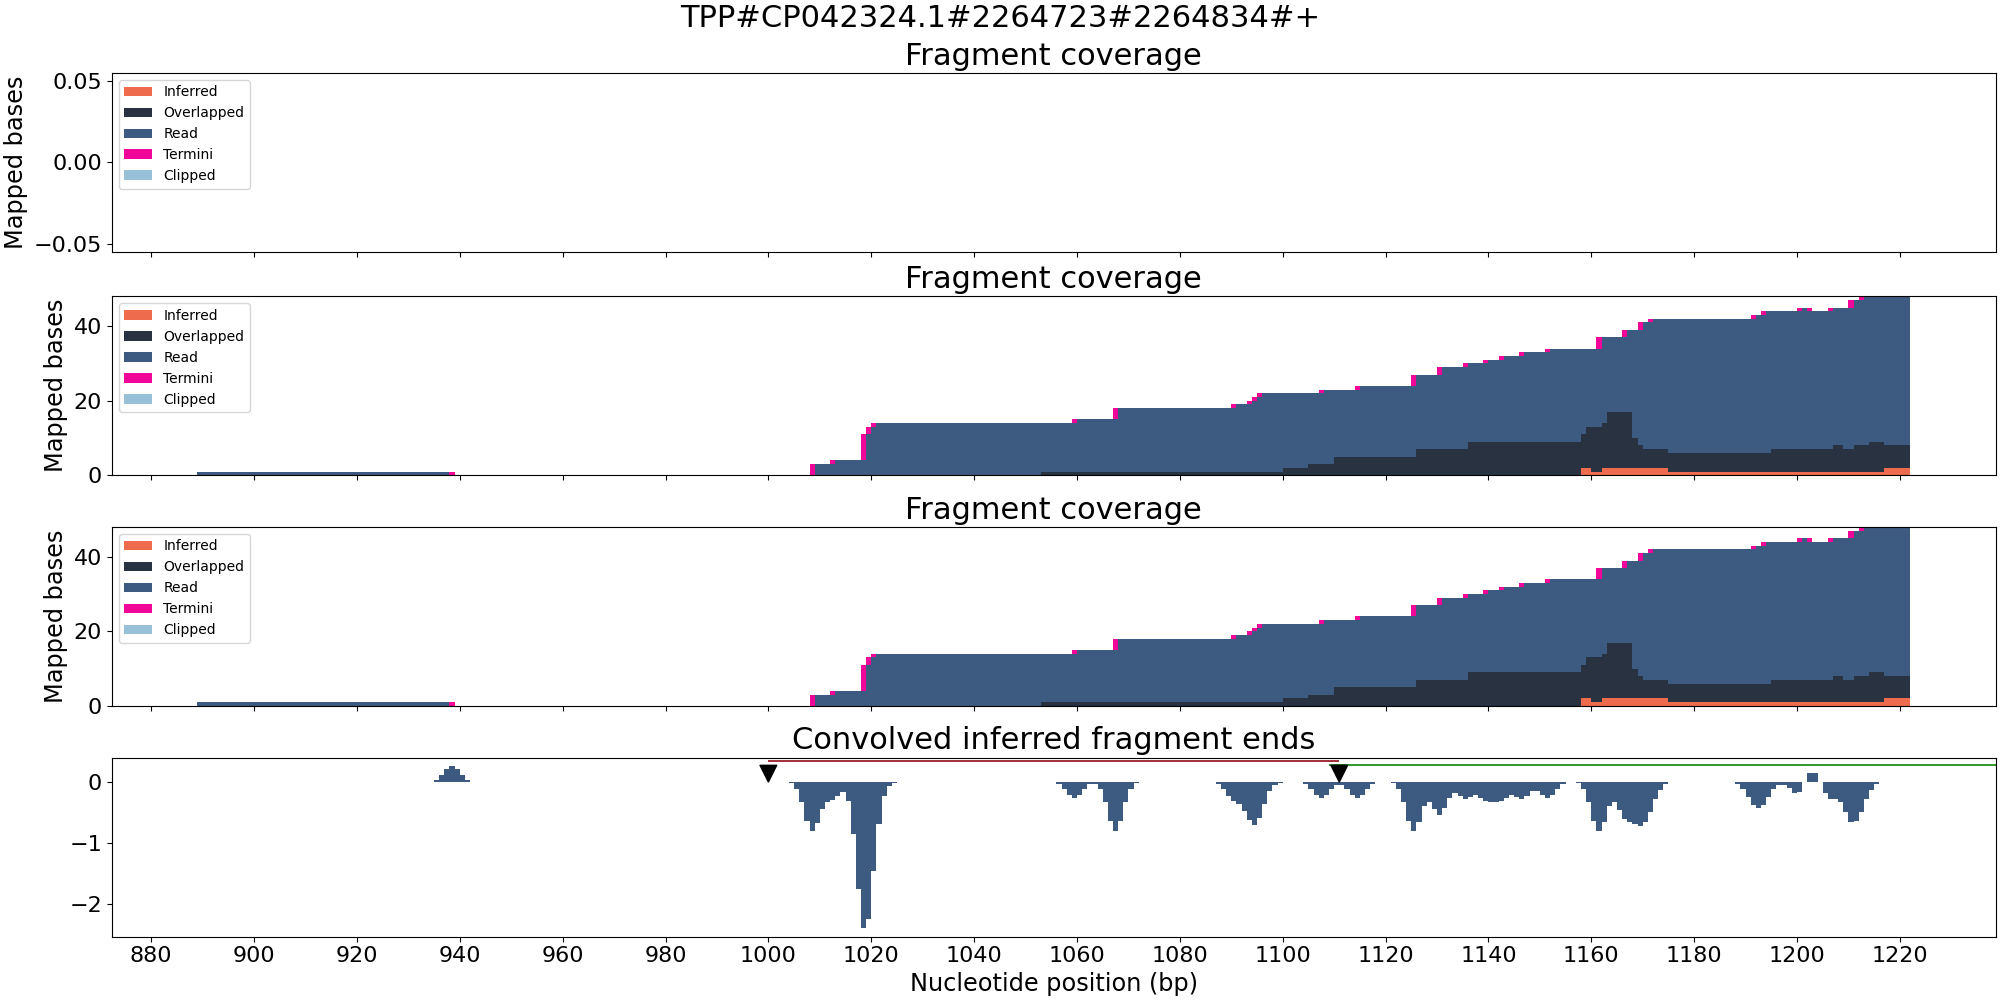 TPP#CP042324.1#2264723#2264834#+
Fragment coverage
Mapped bases
0.05
0.00
−0.05
Inferred
Overlapped
Read
Termini
Clipped
Fragment coverage
Mapped bases
40
20
0
Inferred
Overlapped
Read
Termini
Clipped
Fragment coverage
Mapped bases
40
20
0
Inferred
Overlapped
Read
Termini
Clipped
Convolved inferred fragment ends
0
−1
−2
880 900 920 940 960 980 1000 1020 1040 1060 1080 1100 1120 1140 1160 1180 1200 1220
Nucleotide position (bp)